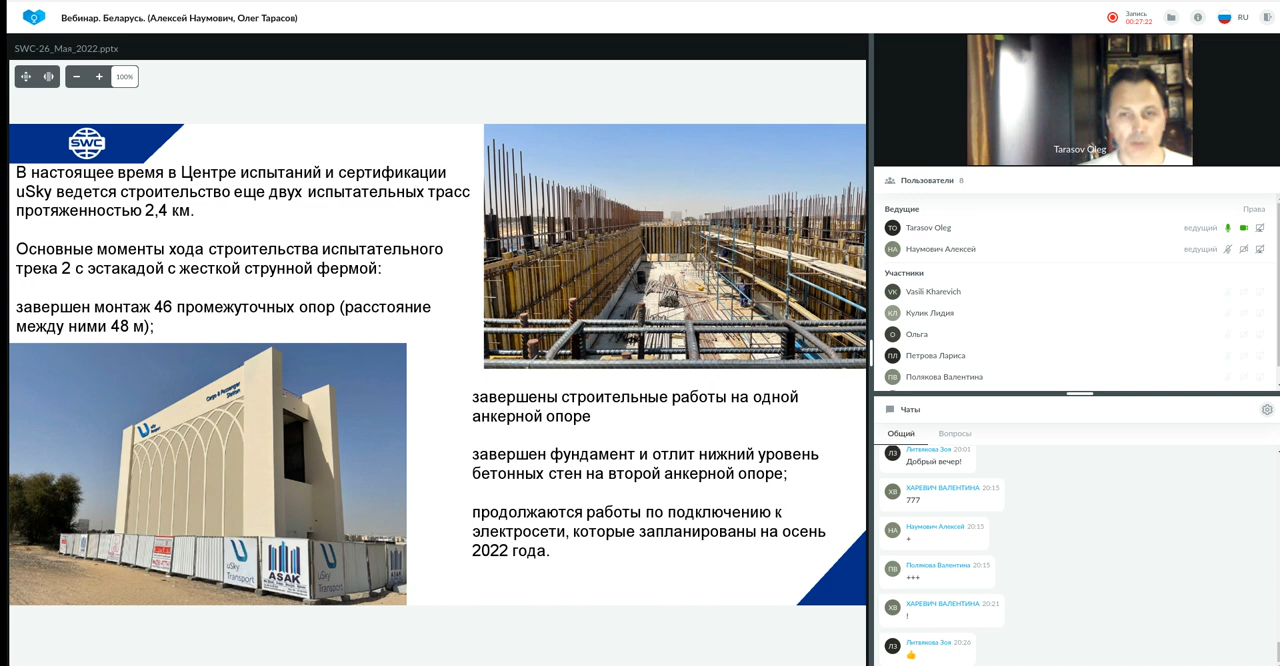 Вебинар. Беларусь. (Алексей Наумович, Олег Тарасов)
Запись
00:27:22
RU
SWC-26_Мая_2022.pptx
100%
SWC
В настоящее время в Центре испытаний и сертификации
uSky ведется строительство еще двух испытательных трасс
протяженностью 2,4 км.
Основные моменты хода строительства испытательного
трека 2 с эстакадой с жесткой струнной фермой:
завершен монтаж 46 промежуточных опор (расстояние
между ними 48 м);
Cargo & Passenger
Station
uSky
Transport
ASAK
uSky
Transport
завершены строительные работы на одной
анкерной опоре
завершен фундамент и отлит нижний уровень
бетонных стен на второй анкерной опоре;
продолжаются работы по подключению к
электросети, которые запланированы на осень
2022 года.
Tarasov Oleg
Пользователи 8
Ведущие Права
TO Tarasov Oleg ведущий
НА Наумович Алексей ведущий
Участники
VK Vasili Kharevich
КЛ Кулик Лидия
О Ольга
ПЛ Петрова Лариса
ПВ Полякова Валентина
Чаты
Общий Вопросы
ЛЗ Литвякова Зоя 20:01
Добрый вечер!
ХВ ХАРЕВИЧ ВАЛЕНТИНА 20:15
777
НА Наумович Алексей 20:15
+
ПВ Полякова Валентина 20:15
+++
ХВ ХАРЕВИЧ ВАЛЕНТИНА 20:21
!
ЛЗ Литвякова Зоя 20:26
👍